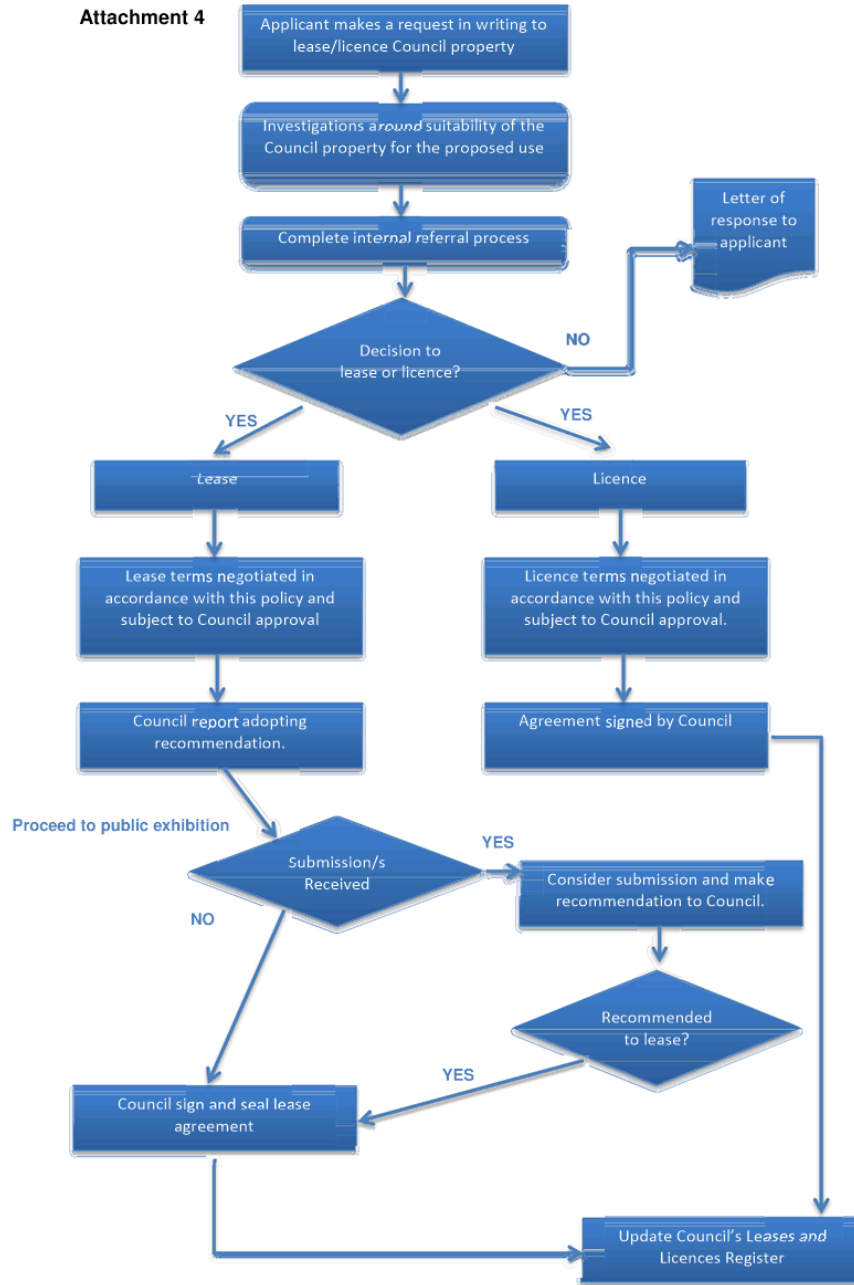 Attachment 4
Applicant makes a request in writing to
lease/licence Council property
Investigations around suitability of the
Council property for the proposed use
Complete internal referral process
Letter of
response to
applicant
Decision to
lease or licence?
NO
YES
YES
Lease
Licence
Lease terms negotiated in
accordance with this policy and
subject to Council approval
Licence terms negotiated in
accordance with this policy and
subject to Council approval.
Council report adopting
recommendation.
Agreement signed by Council
Proceed to public exhibition
Submission/s
Received
YES
Consider submission and make
recommendation to Council.
NO
Recommended
to lease?
YES
Council sign and seal lease
agreement
Update Council’s Leases and
Licences Register